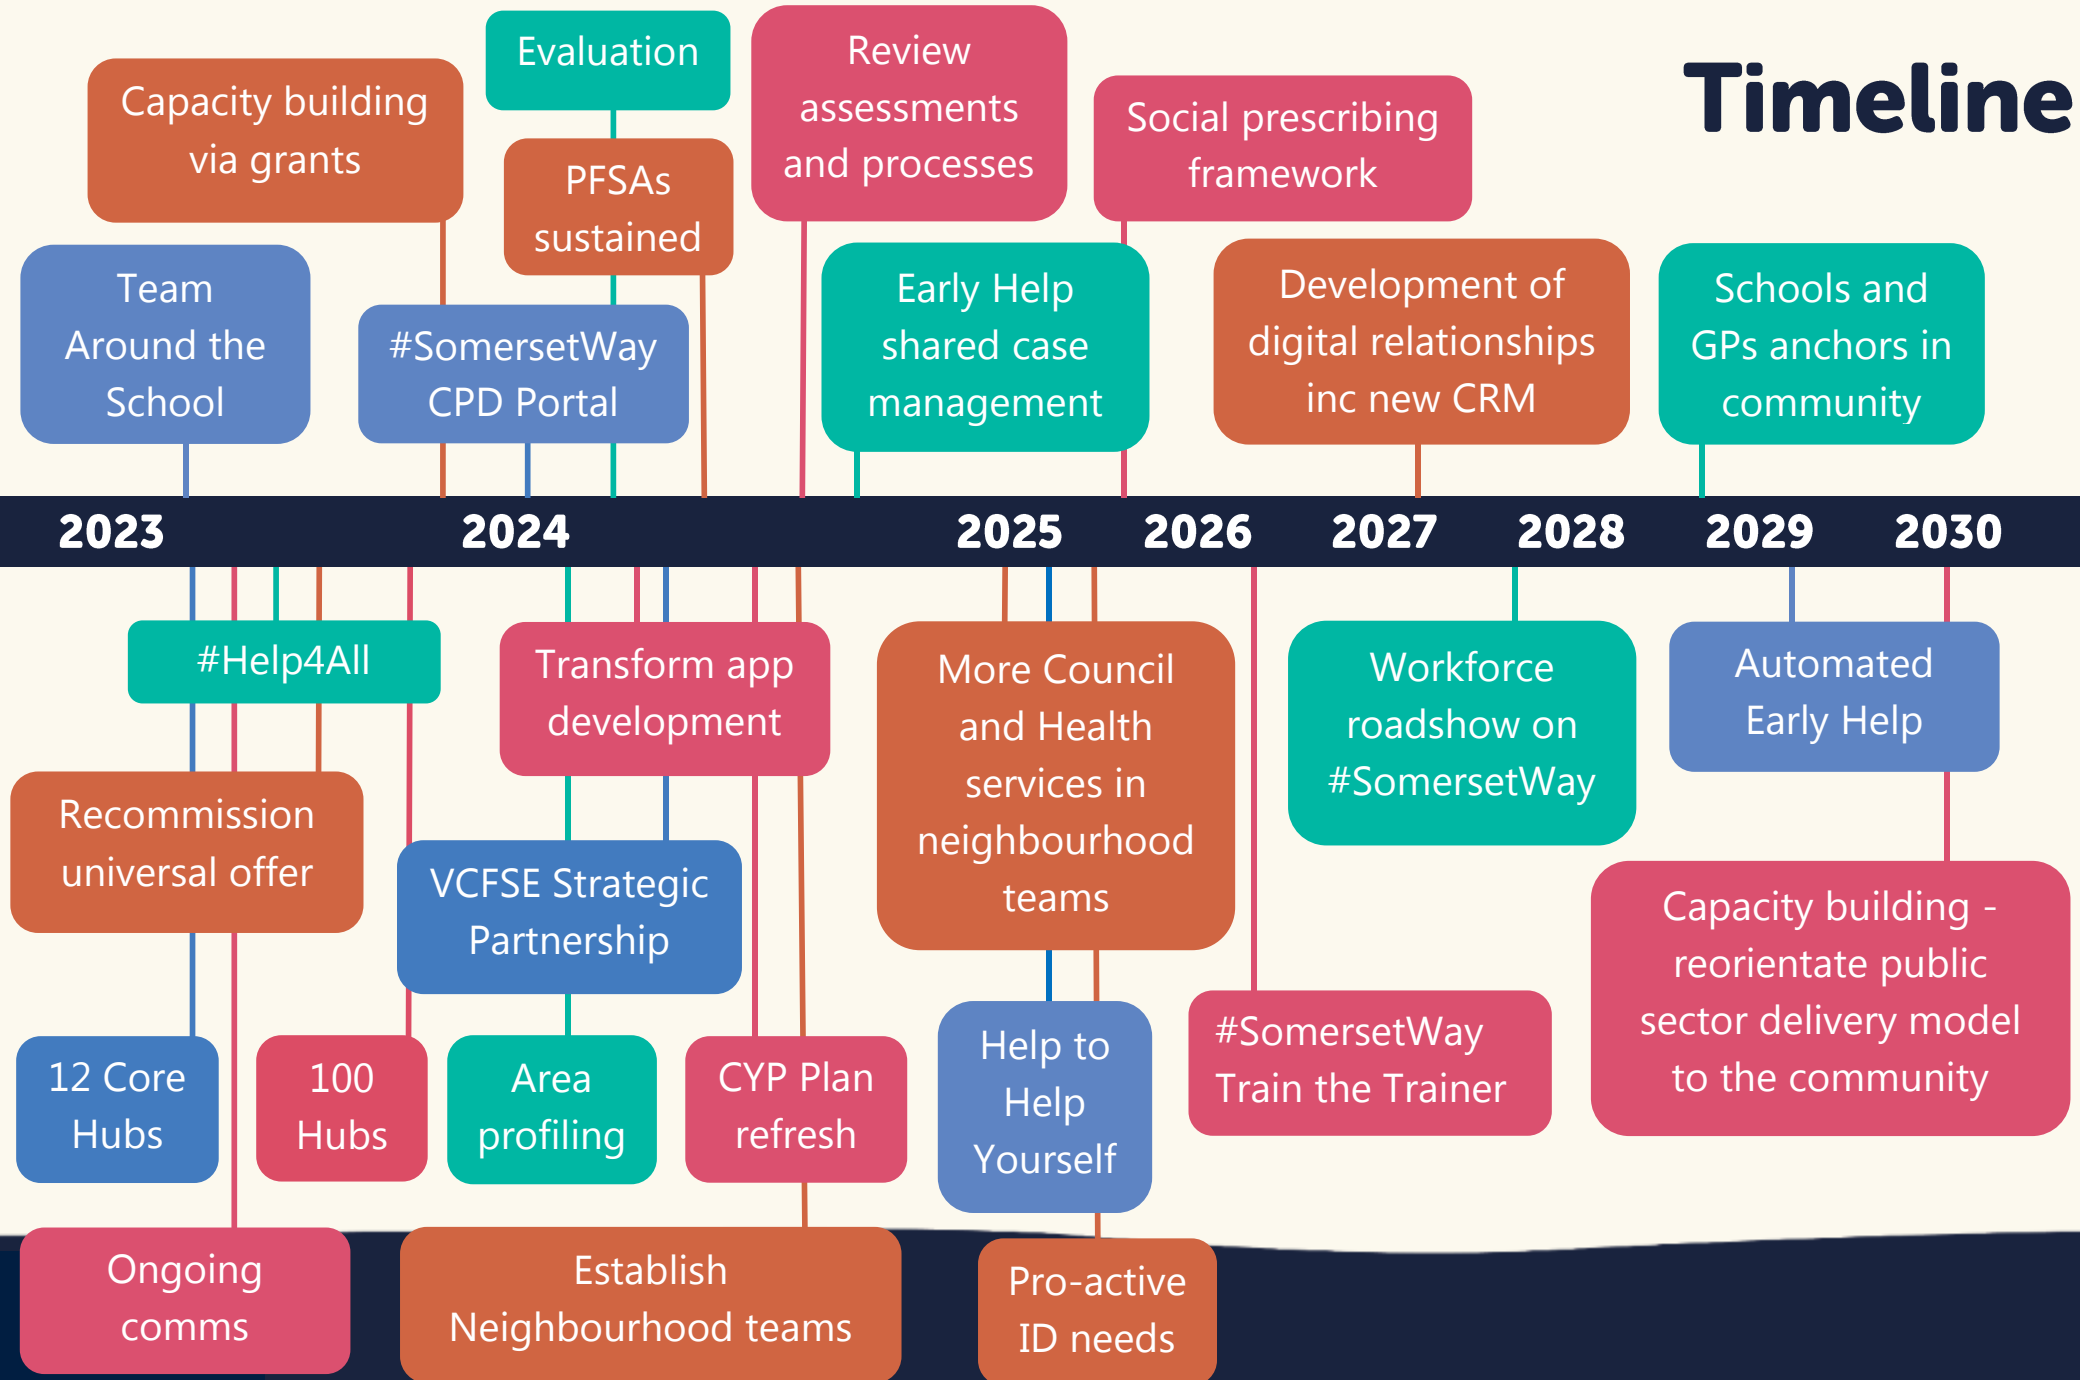 Timeline
Evaluation
Review
assessments
and processes
Capacity building
via grants
Social prescribing
framework
PFSAs
sustained
Team
Around the
School
#SomersetWay
CPD Portal
Early Help
shared case
management
Development of
digital relationships
inc new CRM
Schools and
GPs anchors in
community
2023 2024 2025 2026 2027 2028 2029 2030
#Help4All
Transform app
development
More Council
and Health
services in
neighbourhood
teams
Workforce
roadshow on
#SomersetWay
Automated
Early Help
Recommission
universal offer
VCFSE Strategic
Partnership
Capacity building -
reorientate public
sector delivery model
to the community
12 Core
Hubs
100
Hubs
Area
profiling
CYP Plan
refresh
Help to
Help
Yourself
#SomersetWay
Train the Trainer
Ongoing
comms
Establish
Neighbourhood teams
Pro-active
ID needs